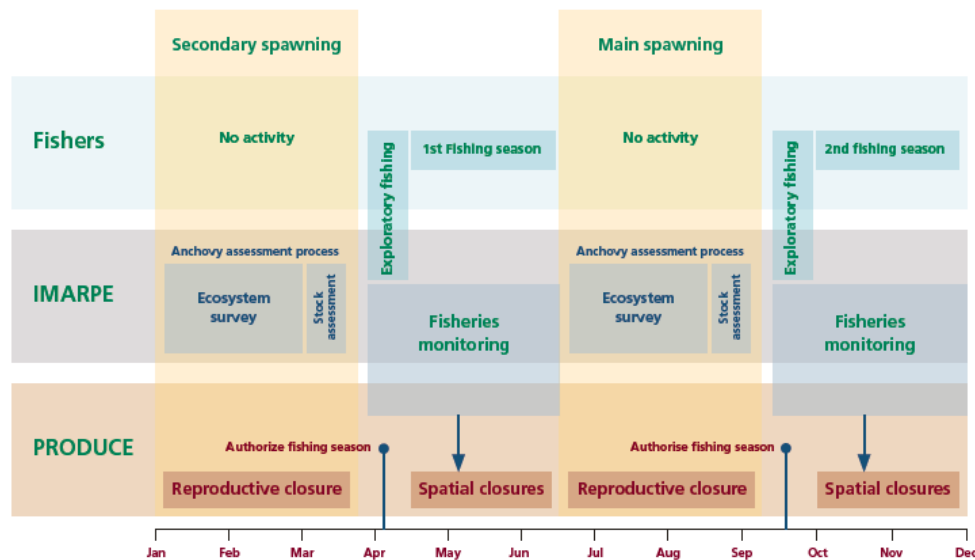 Secondary spawning
Main spawning
Fishers
No activity
Exploratory fishing
1st Fishing season
No activity
Exploratory fishing
2nd fishing season
IMARPE
Anchovy assessment process
Ecosystem
survey
Stock
assessment
Fisheries
monitoring
Anchovy assessment process
Ecosystem
survey
Stock
assessment
Fisheries
monitoring
PRODUCE
Authorize fishing season
Authorise fishing season
Reproductive closure
Spatial closures
Reproductive closure
Spatial closures
Jan Feb Mar Apr May Jun Jul Aug Sep Oct Nov Dec